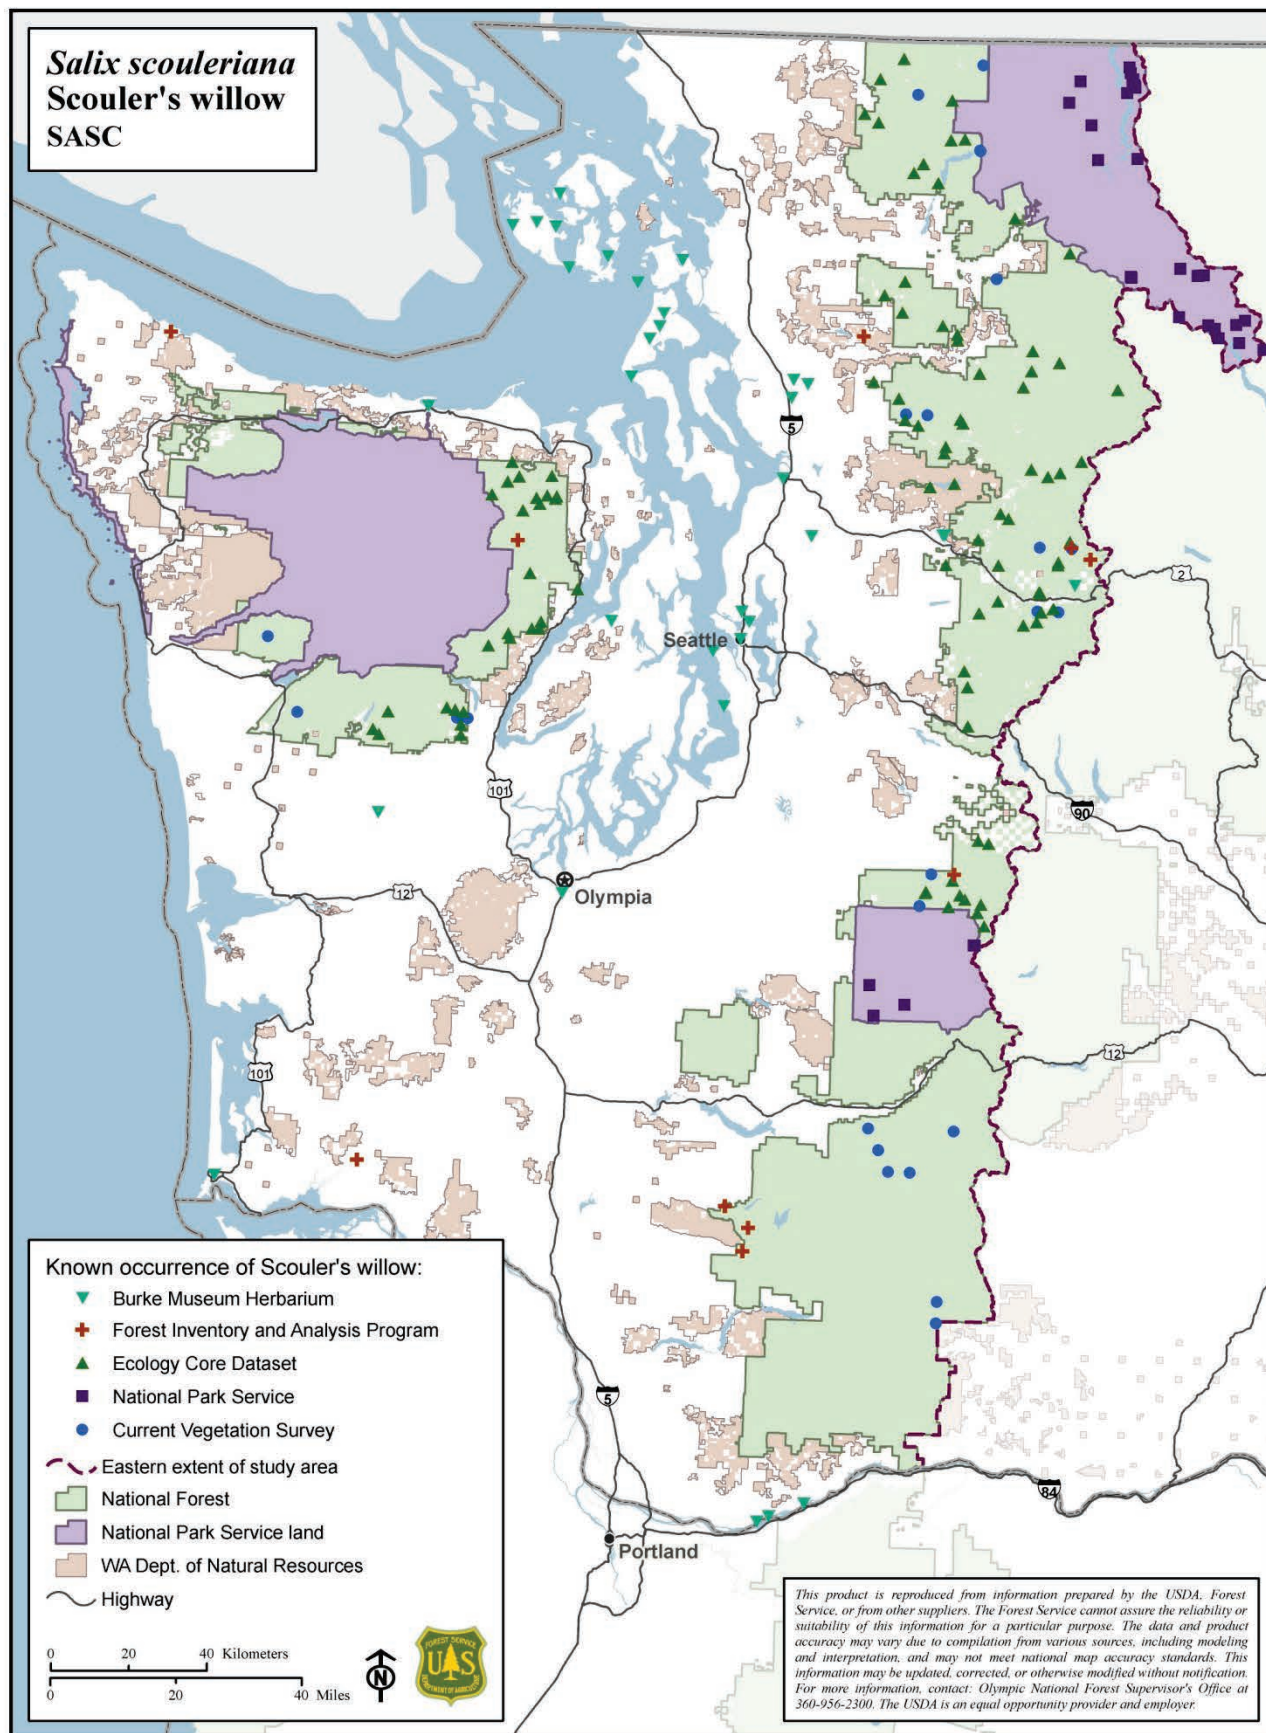 Salix scouleriana
Scouler's willow
SASC
5
2
Seattle
101
90
12
Olympia
101
12
Known occurrence of Scouler's willow:
Burke Museum Herbarium
Forest Inventory and Analysis Program
Ecology Core Dataset
National Park Service
Current Vegetation Survey
Eastern extent of study area
National Forest
National Park Service land
WA Dept. of Natural Resources
Highway
5
84
Portland
0 20 40 Kilometers
0 20 40 Miles
N
FOREST SERVICE
U S
DEPARTMENT OF AGRICULTURE
This product is reproduced from information prepared by the USDA, Forest
Service, or from other suppliers. The Forest Service cannot assure the reliability or
suitability of this information for a particular purpose. The data and product
accuracy may vary due to compilation from various sources, including modeling
and interpretation, and may not meet national map accuracy standards. This
information may be updated, corrected, or otherwise modified without notification.
For more information, contact: Olympic National Forest Supervisor's Office at
360-956-2300. The USDA is an equal opportunity provider and employer.